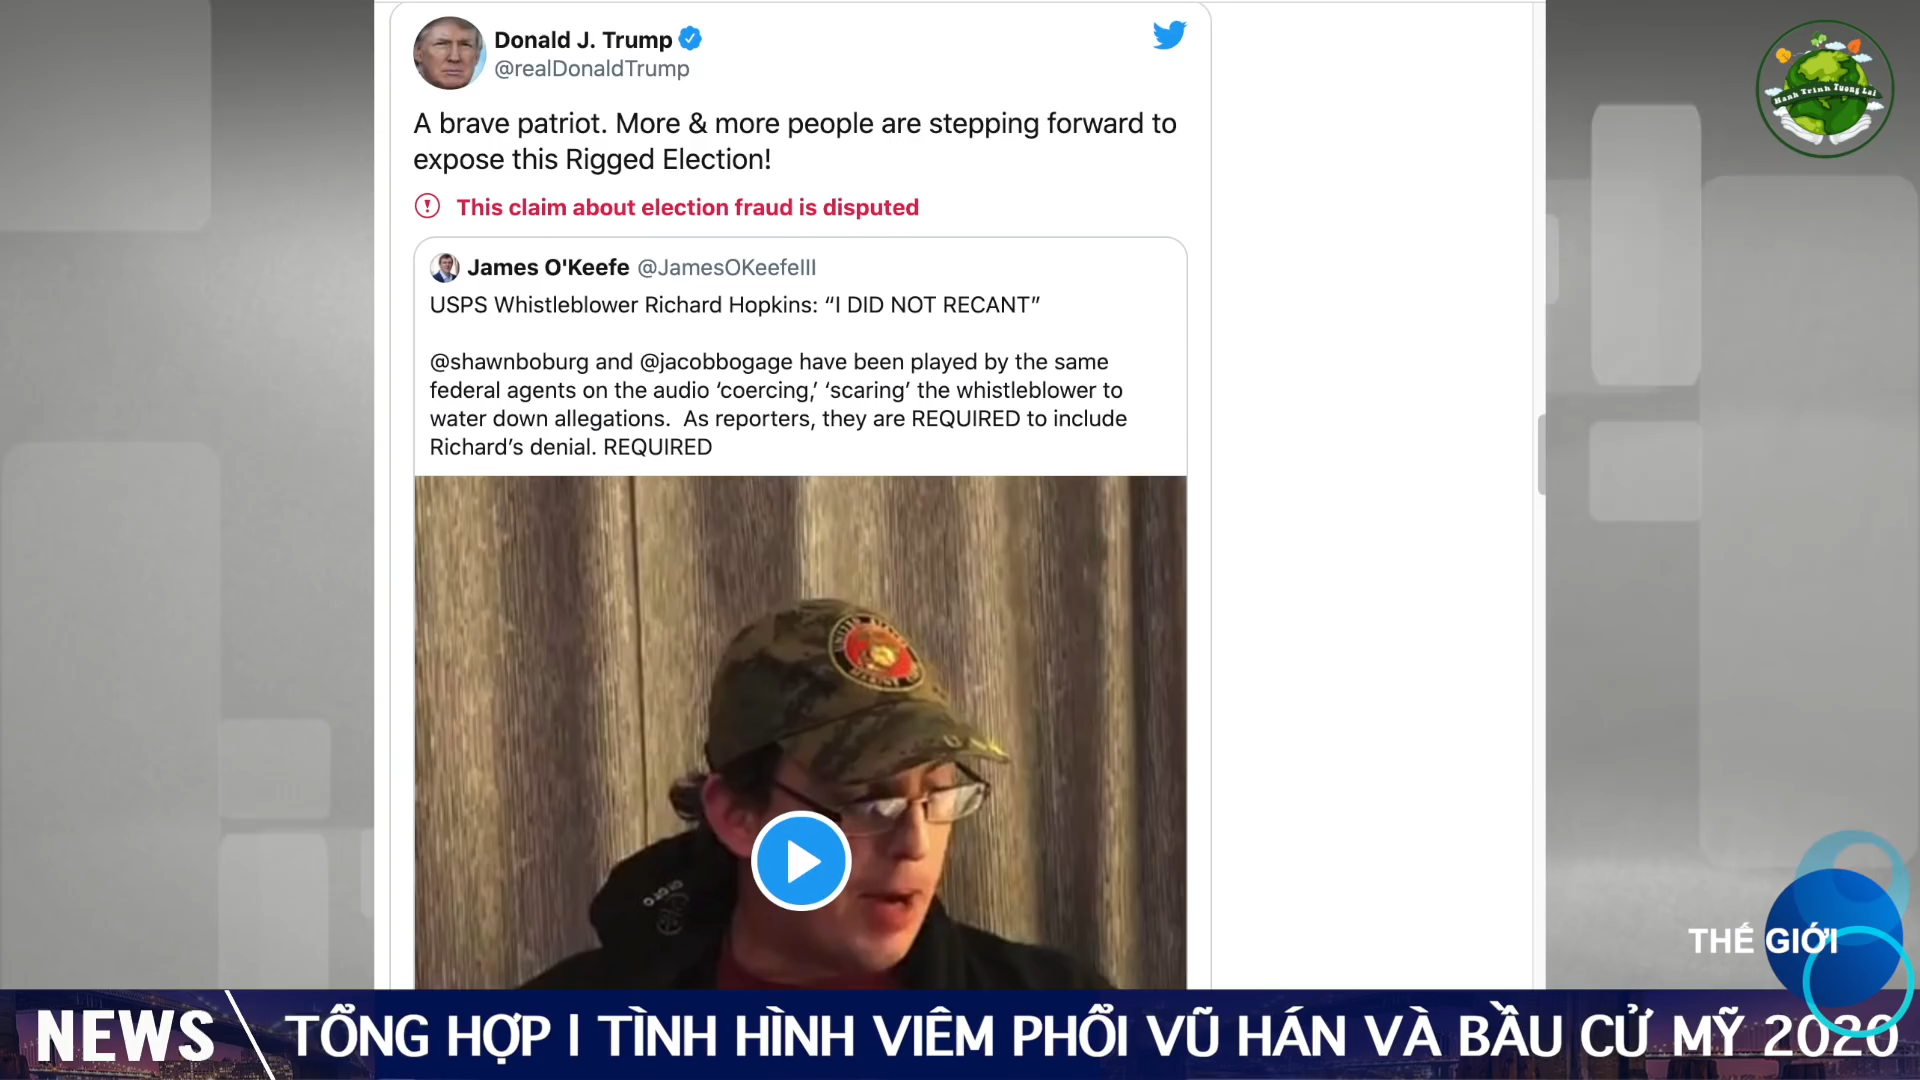 Donald J. Trump
@realDonaldTrump
A brave patriot. More & more people are stepping forward to
expose this Rigged Election!
This claim about election fraud is disputed
James O'Keefe @JamesOKeefeIII
USPS Whistleblower Richard Hopkins: “I DID NOT RECANT”
@shawnboburg and @jacobbogage have been played by the same
federal agents on the audio ‘coercing,’ ‘scaring’ the whistleblower to
water down allegations.  As reporters, they are REQUIRED to include
Richard’s denial. REQUIRED
Hanh Trinh Tuong Lai
THẾ GIỚI
NEWS
TỔNG HỢP | TÌNH HÌNH VIÊM PHỔI VŨ HÁN VÀ BẦU CỬ MỸ 2020